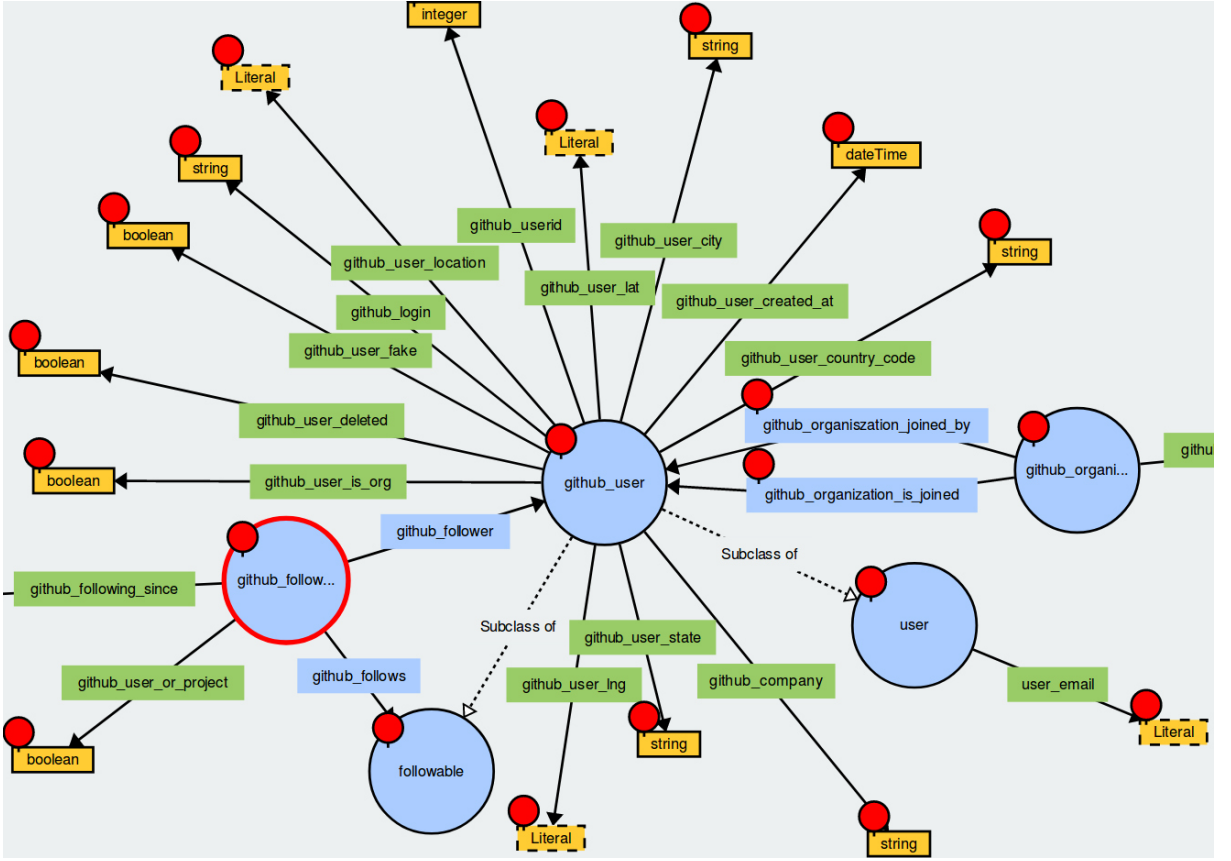 integer
string
Literal
Literal
dateTime
string
boolean
github_userid
github_user_city
string
github_user_location
github_user_lat
github_user_created_at
github_login
github_user_fake
github_user_country_code
boolean
github_user_deleted
github_organiszation_joined_by
githu
github_organi...
boolean
github_user_is_org
github_user
github_organization_is_joined
github_follower
Subclass of
github_follow...
github_following_since
user
Subclass of
github_user_state
github_user_or_project
github_follows
github_user_lng
github_company
user_email
Literal
string
boolean
followable
Literal
string